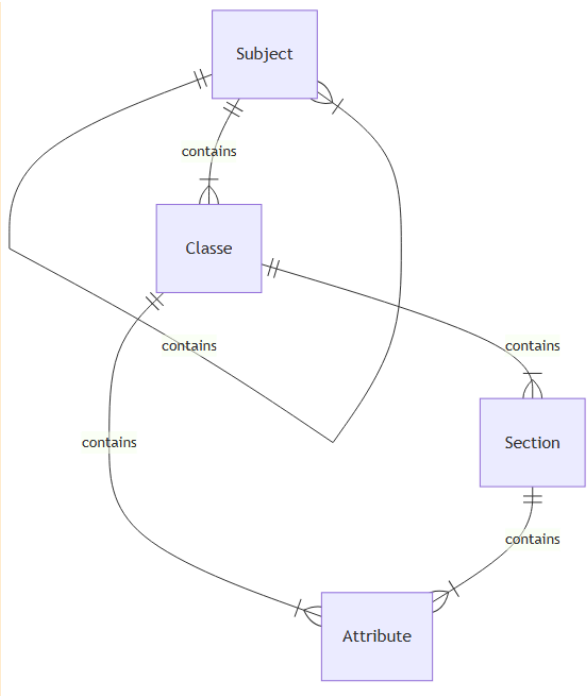 Subject
contains
Classe
contains
contains
contains
Section
contains
Attribute